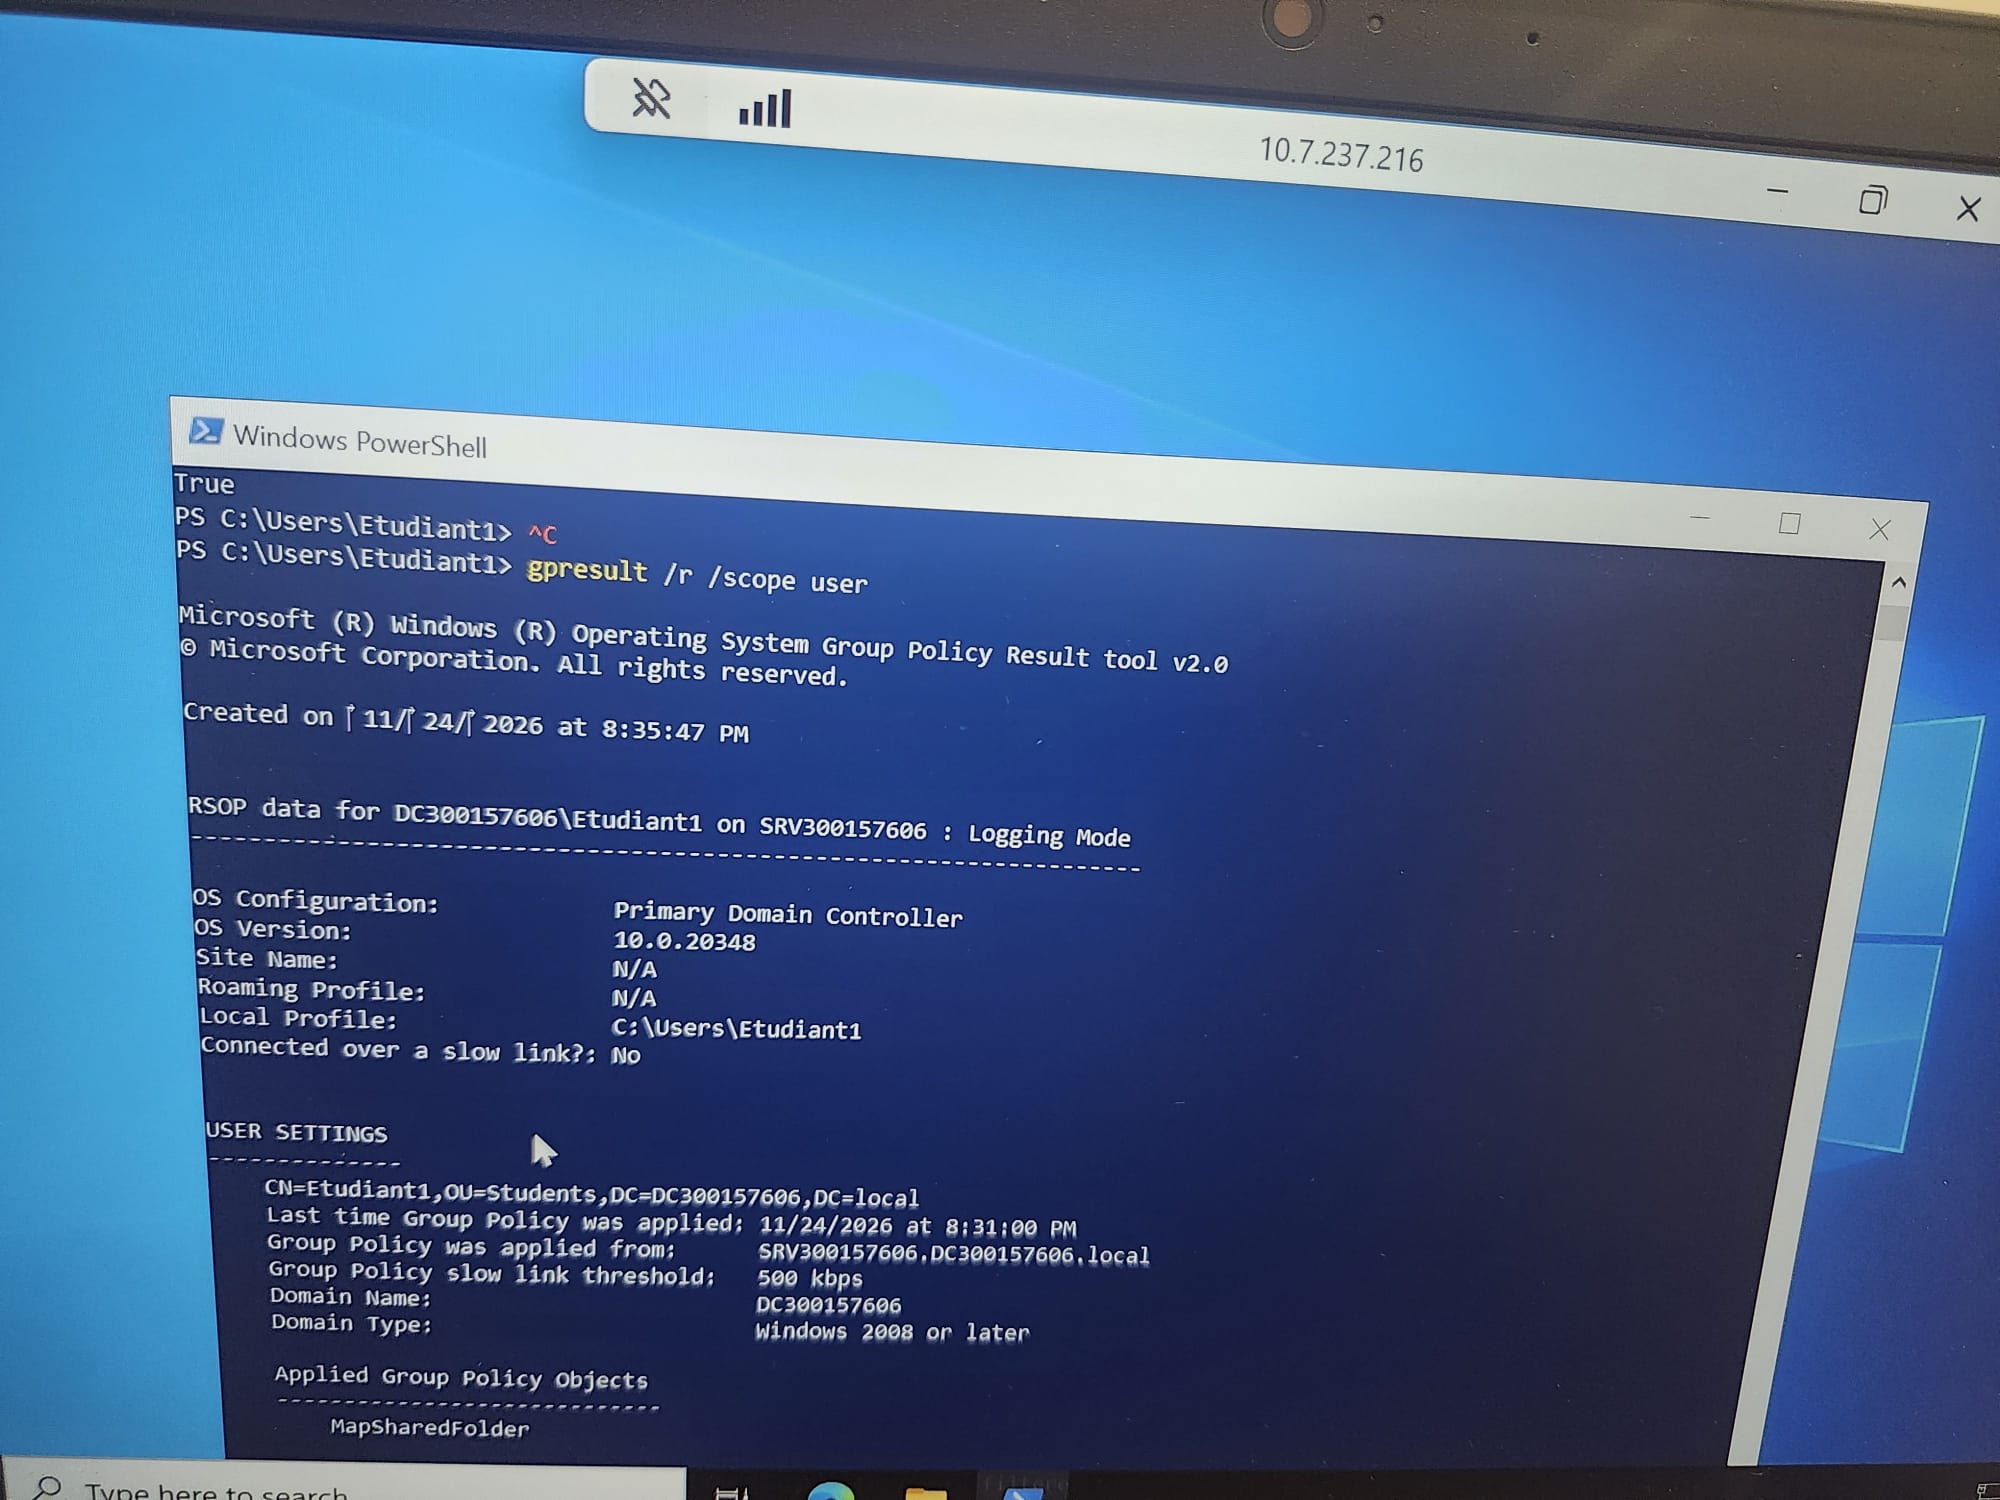 10.7.237.216
Windows PowerShell
True
PS C:\Users\Etudiant1> ^C
PS C:\Users\Etudiant1> gpresult /r /scope user
Microsoft (R) Windows (R) Operating System Group Policy Result tool v2.0
© Microsoft Corporation. All rights reserved.
Created on 11/24/2026 at 8:35:47 PM
RSOP data for DC300157606\Etudiant1 on SRV300157606 : Logging Mode
---------------------------------------------------------------
OS Configuration: Primary Domain Controller
OS Version: 10.0.20348
Site Name: N/A
Roaming Profile: N/A
Local Profile: C:\Users\Etudiant1
Connected over a slow link?: No
USER SETTINGS
--------------
CN=Etudiant1,OU=Students,DC=DC300157606,DC=local
Last time Group Policy was applied: 11/24/2026 at 8:31:00 PM
Group Policy was applied from: SRV300157606.DC300157606.local
Group Policy slow link threshold: 500 kbps
Domain Name: DC300157606
Domain Type: Windows 2008 or later
Applied Group Policy Objects
-----------------------------
MapSharedFolder
Type here to search